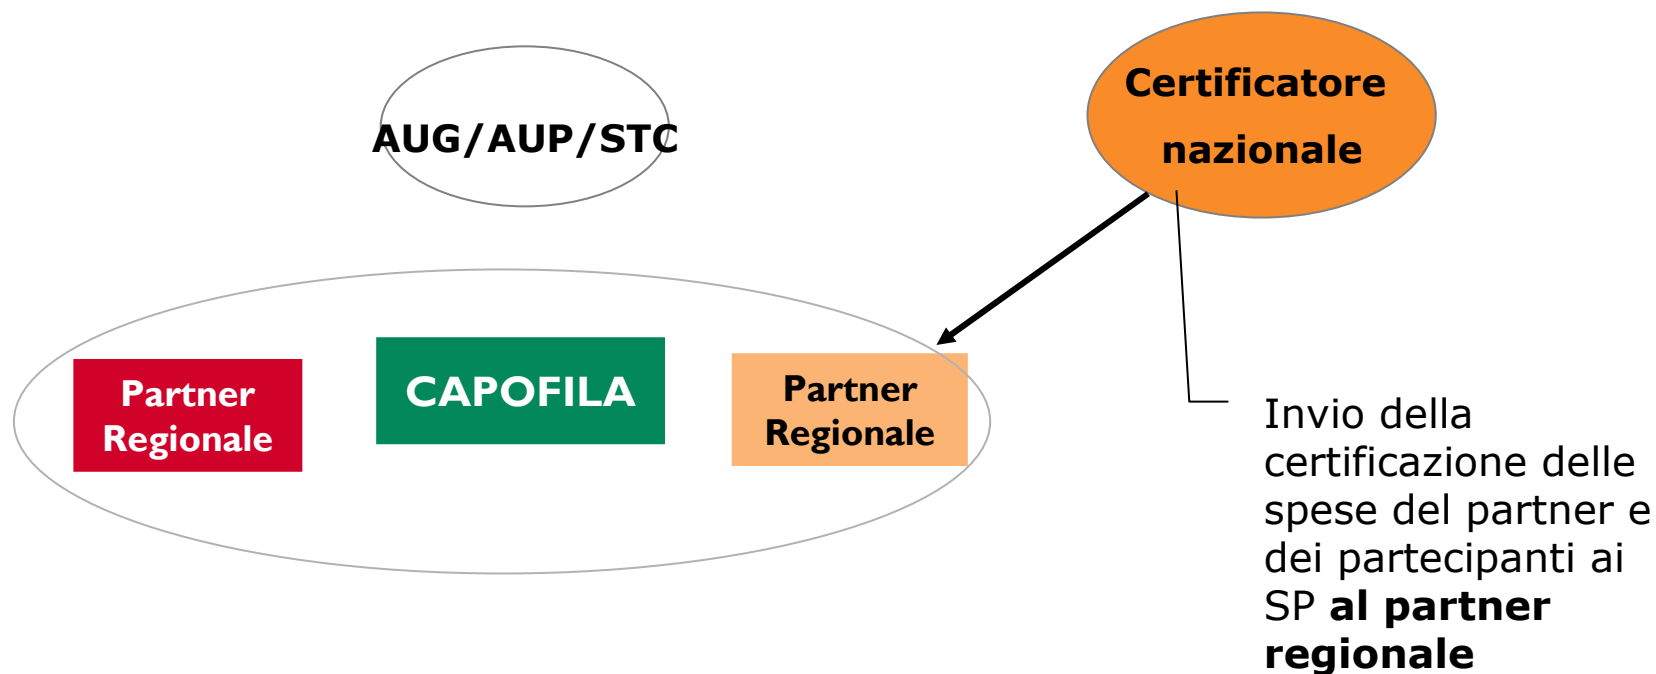 Certificatore
nazionale
AUG/AUP/STC
Partner
Regionale
CAPOFILA
Partner
Regionale
Invio della
certificazione delle
spese del partner e
dei partecipanti ai
SP al partner
regionale